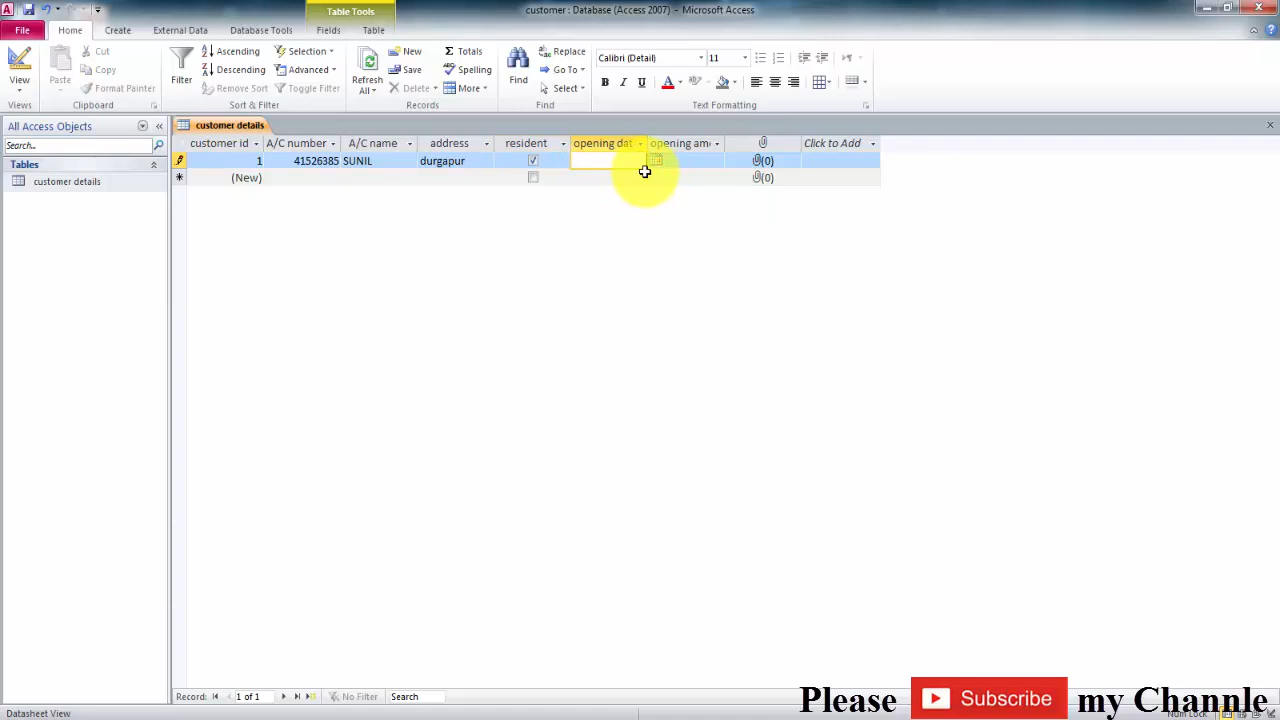 Table Tools
customer : Database (Access 2007) - Microsoft Access
File Home Create External Data Database Tools Fields Table
View
Views
Paste
Cut
Copy
Format Painter
Clipboard
Filter
Ascending
Descending
Remove Sort
Selection
Advanced
Toggle Filter
Sort & Filter
Refresh
All
New
Save
Delete
Totals
Spelling
More
Records
Find
Replace
Go To
Select
Find
Calibri (Detail) 11
B I U A
Text Formatting
All Access Objects
Search...
Tables
customer details
customer details
customer id A/C number A/C name address resident opening dat opening am Click to Add
1 41526385 SUNIL durgapur (0)
(New) (0)
Record: 1 of 1 No Filter Search
Please Subscribe my Channle
Datasheet View
Num Lock